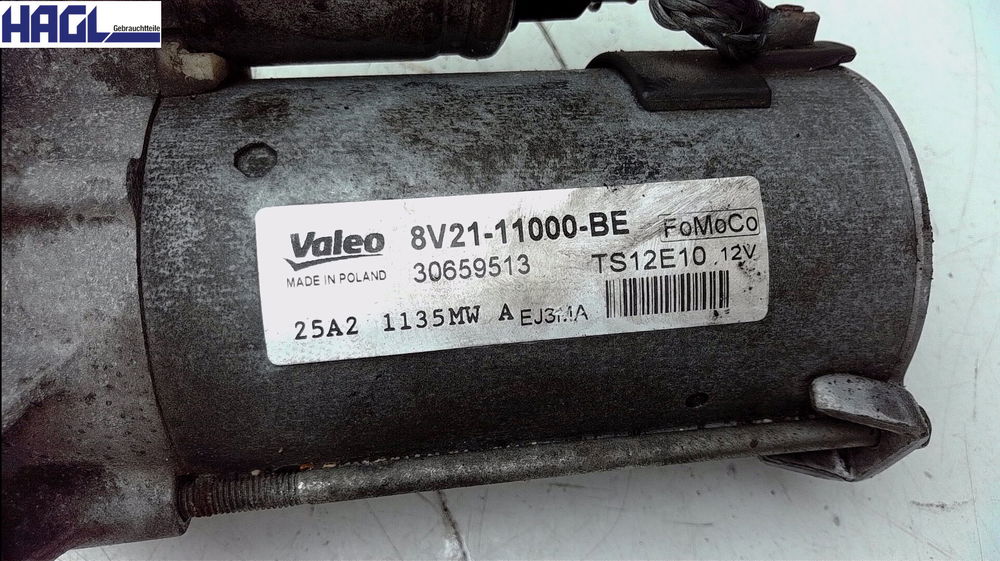 HAGL Gebrauchtteile
Valeo 8V21-11000-BE FoMoCo
MADE IN POLAND 30659513 TS12E10 12V
25A2 1135MW A EJ3MA